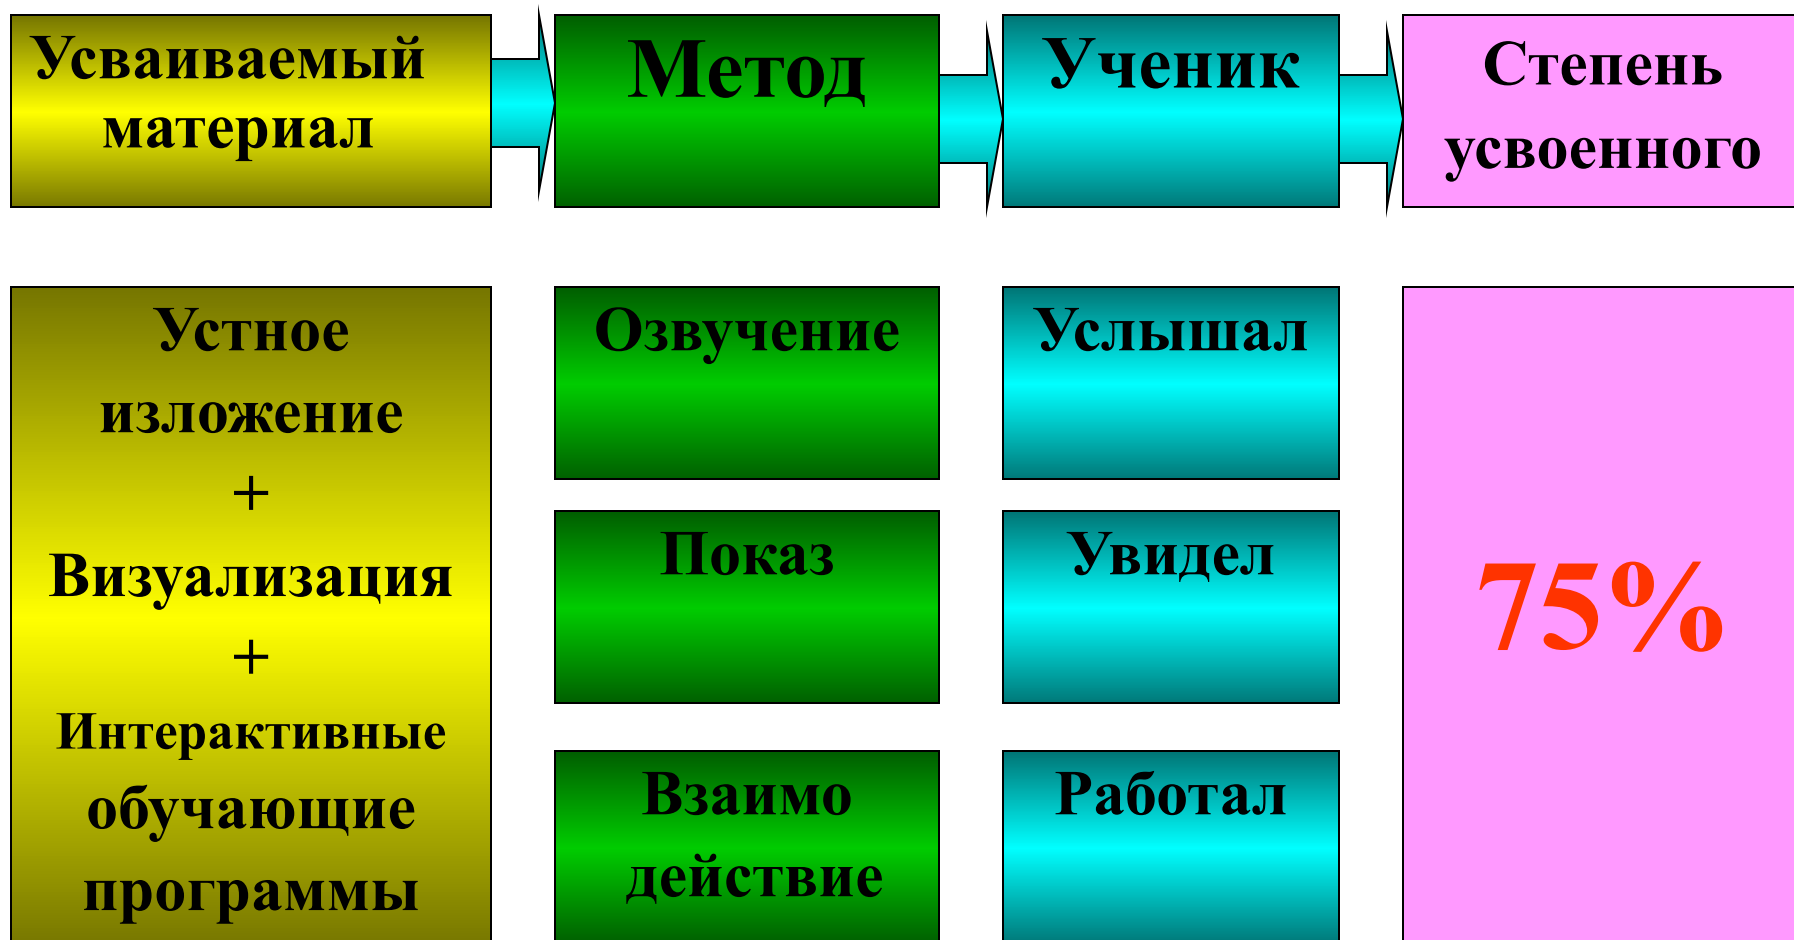 Усваиваемый
материал
Метод
Ученик
Степень
усвоенного
Устное
изложение
+
Визуализация
+
Интерактивные
обучающие
программы
Озвучение
Показ
Взаимо
действие
Услышал
Увидел
Работал
75%